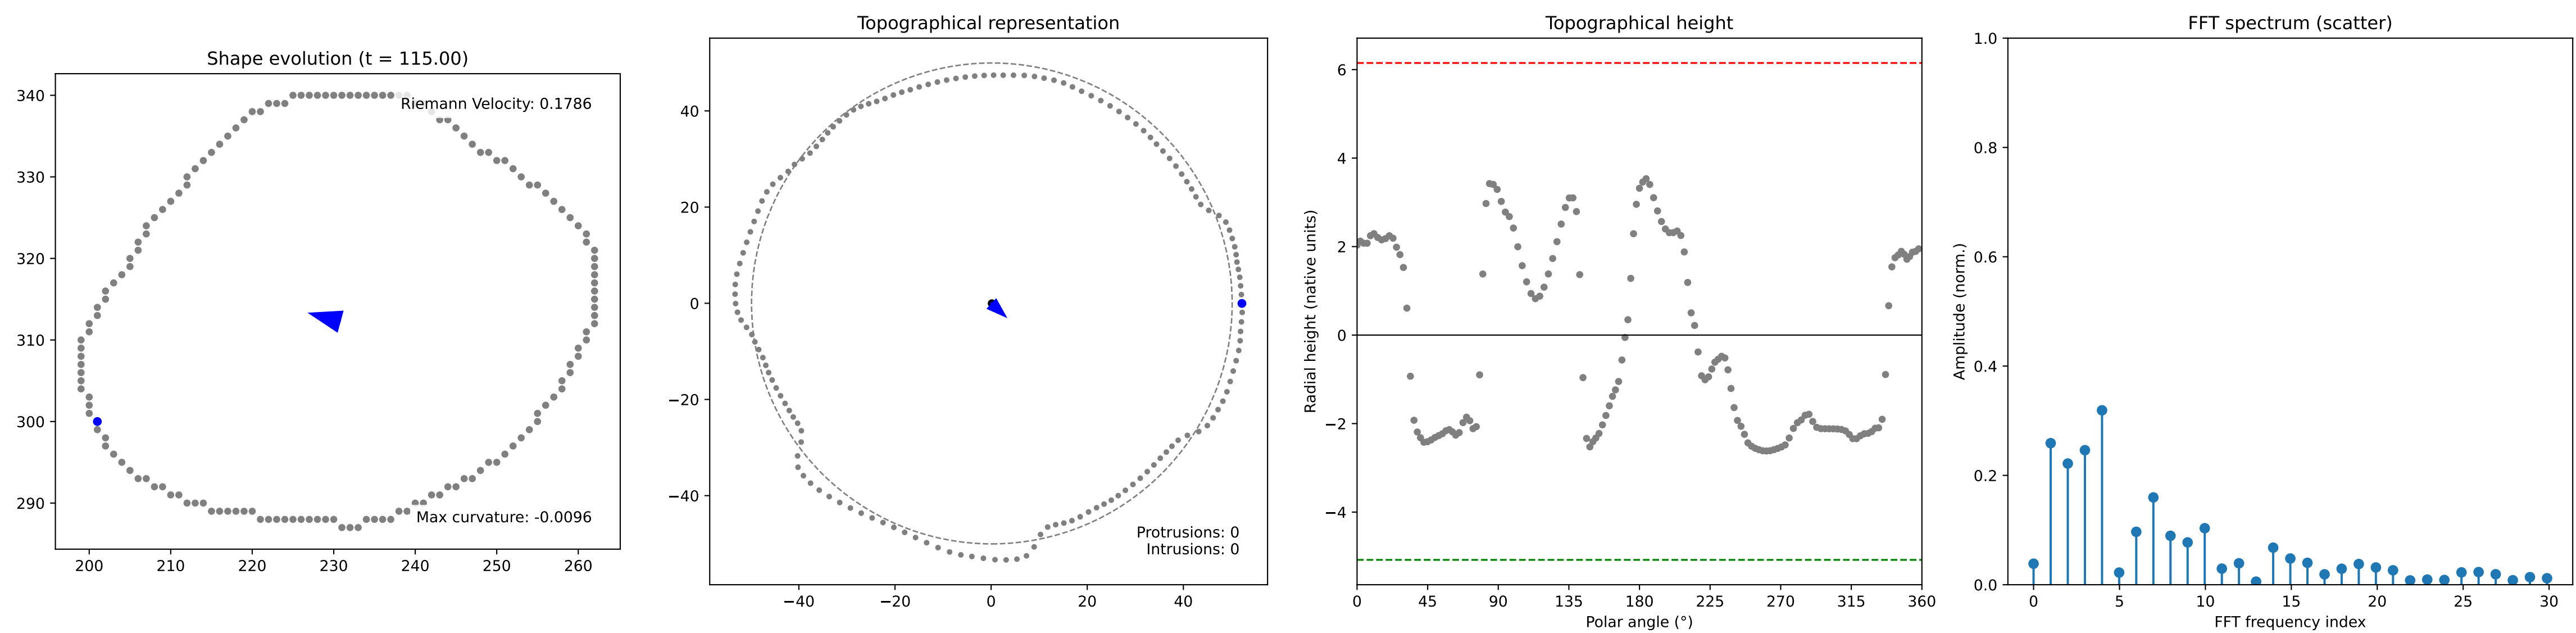 Shape evolution (t = 115.00)
340
330
320
310
300
290
200 210 220 230 240 250 260
Riemann Velocity: 0.1786
Max curvature: -0.0096
Topographical representation
40
20
0
−20
−40
−40 −20 0 20 40
Protrusions: 0
Intrusions: 0
Topographical height
Radial height (native units)
6
4
2
0
−2
−4
0 45 90 135 180 225 270 315 360
Polar angle (°)
FFT spectrum (scatter)
Amplitude (norm.)
1.0
0.8
0.6
0.4
0.2
0.0
0 5 10 15 20 25 30
FFT frequency index